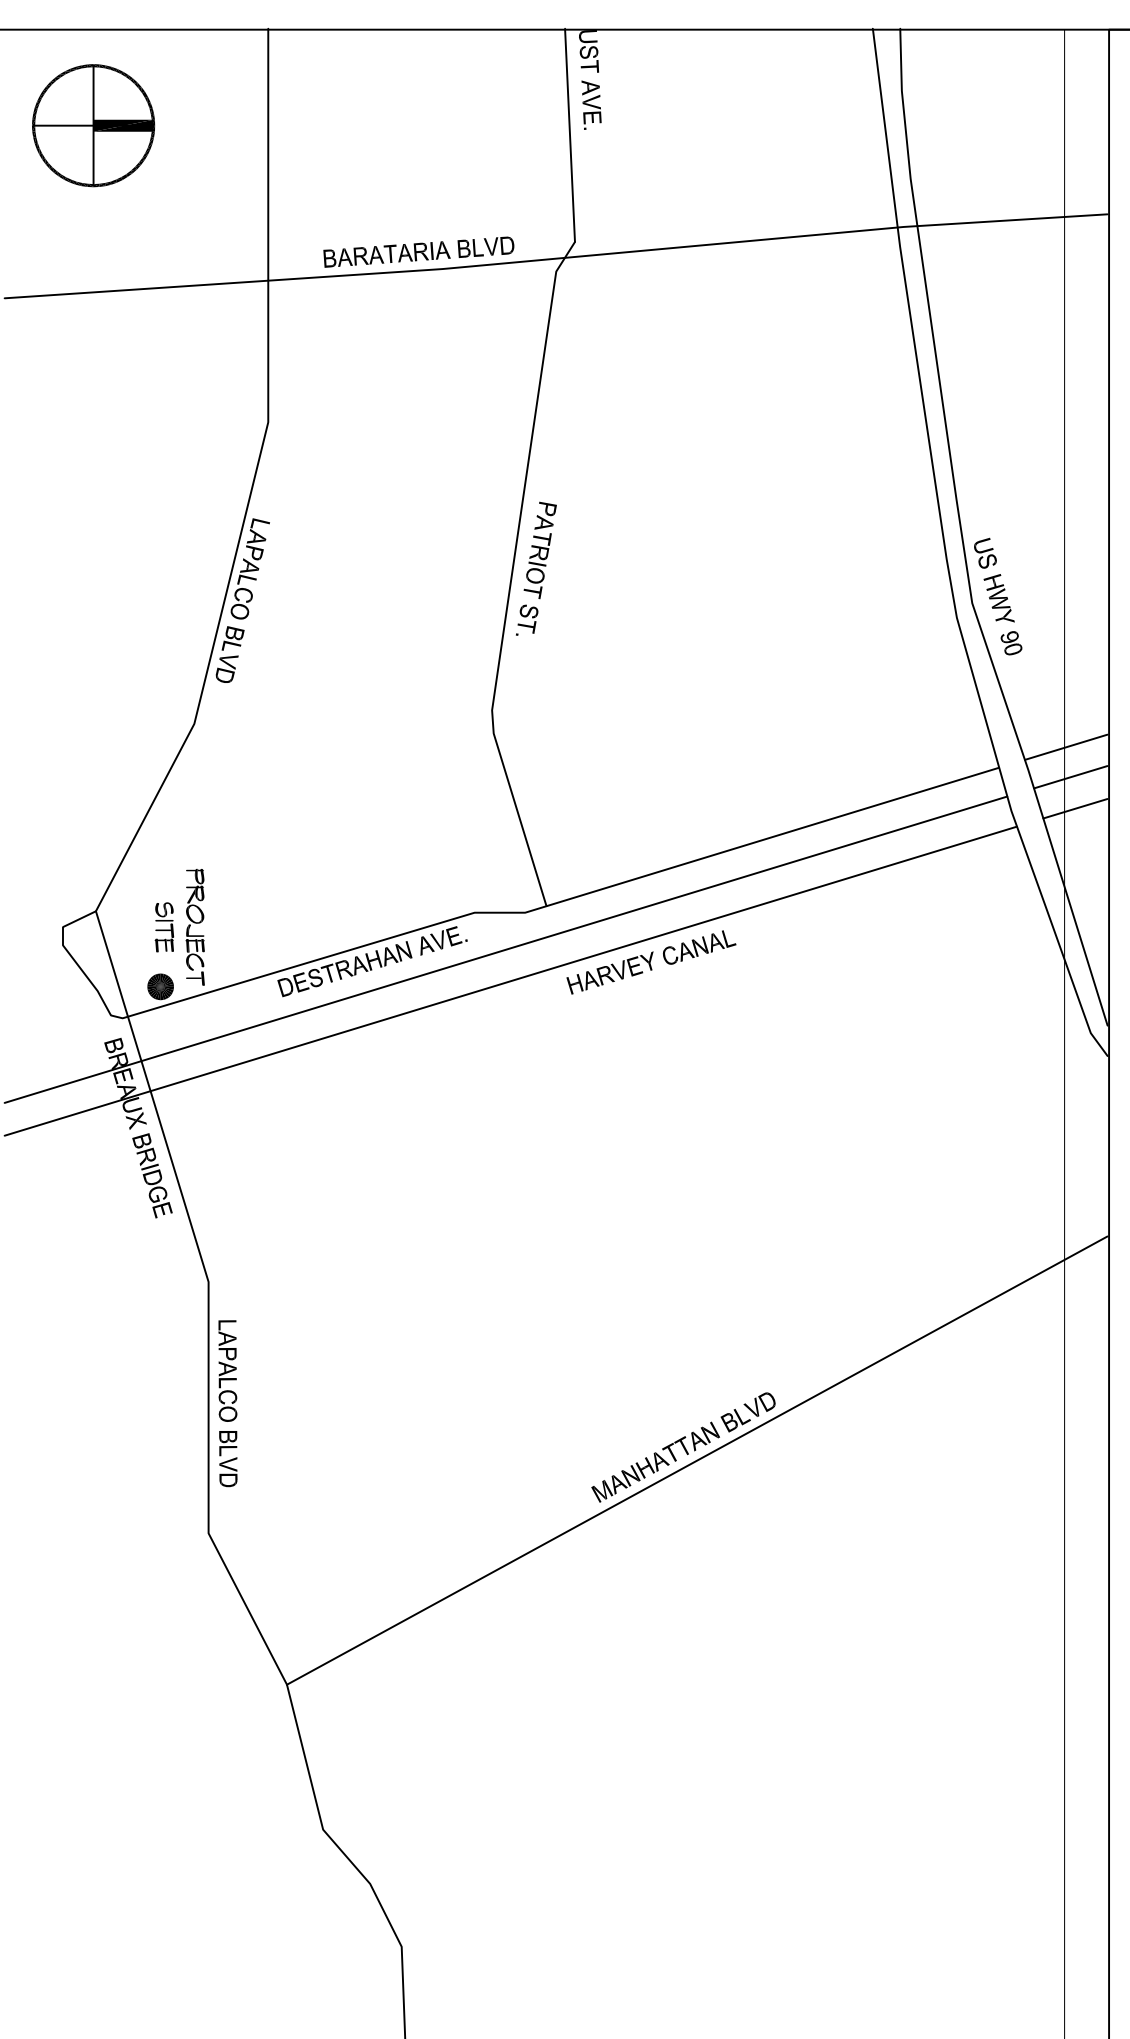 UST AVE.
BARATARIA BLVD
PATRIOT ST.
LAPALCO BLVD
US HWY 90
PROJECT
SITE
DESTRAHAN AVE.
HARVEY CANAL
BREAUX BRIDGE
LAPALCO BLVD
MANHATTAN BLVD